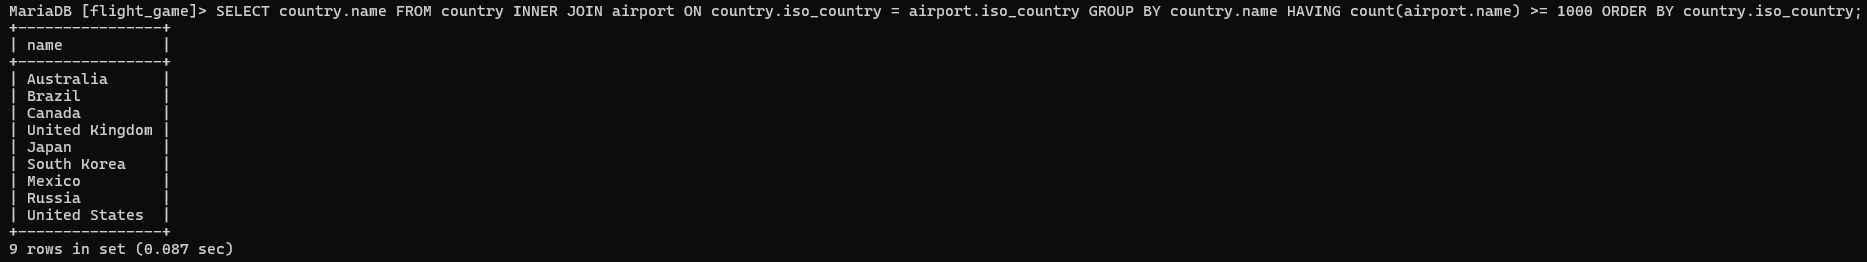 MariaDB [flight_game]> SELECT country.name FROM country INNER JOIN airport ON country.iso_country = airport.iso_country GROUP BY country.name HAVING count(airport.name) >= 1000 ORDER BY country.iso_country;
+----------------+
| name           |
+----------------+
| Australia      |
| Brazil         |
| Canada         |
| United Kingdom |
| Japan          |
| South Korea    |
| Mexico         |
| Russia         |
| United States  |
+----------------+
9 rows in set (0.087 sec)